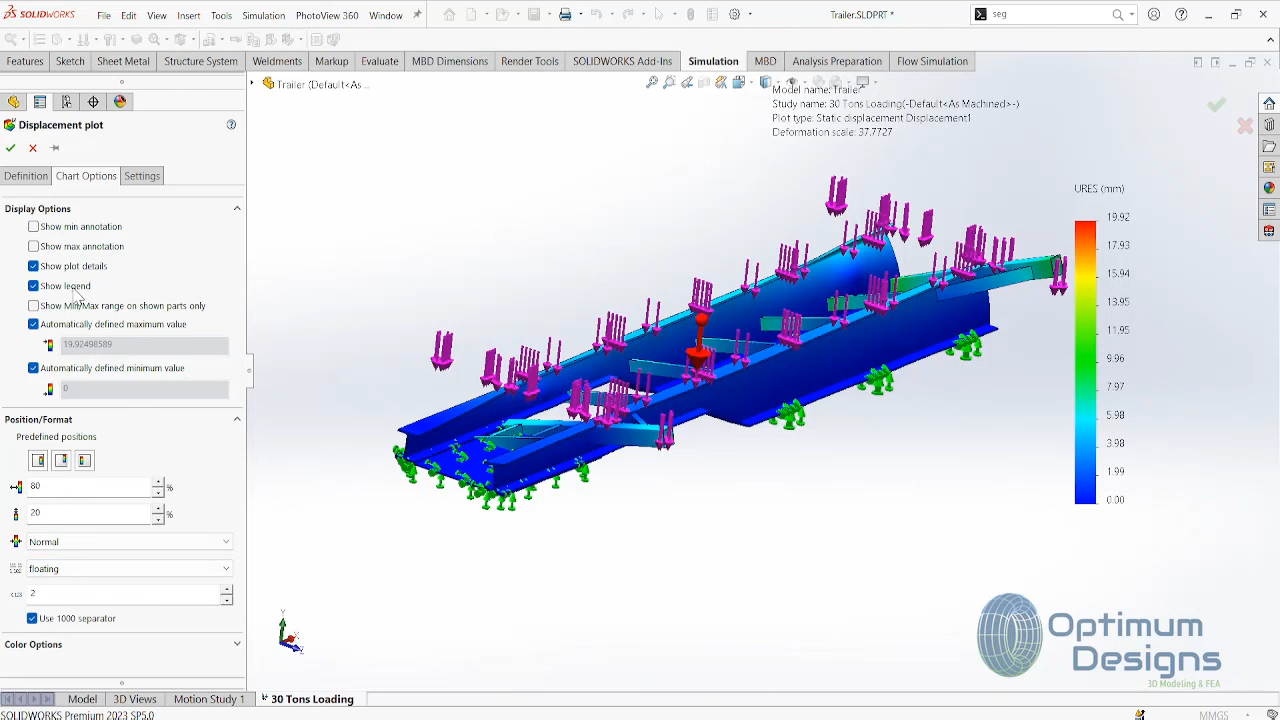 SOLIDWORKS File Edit View Insert Tools Simulation PhotoView 360 Window Trailer.SLDPRT * seg
Features Sketch Sheet Metal Structure System Weldments Markup Evaluate MBD Dimensions Render Tools SOLIDWORKS Add-Ins Simulation MBD Analysis Preparation Flow Simulation
Trailer (Default<As ...
Model name: Trailer
Study name: 30 Tons Loading(-Default<As Machined>-)
Plot type: Static displacement Displacement1
Deformation scale: 37.7727
Displacement plot
Definition Chart Options Settings
Display Options
Show min annotation
Show max annotation
Show plot details
Show legend
Show Min/Max range on shown parts only
Automatically defined maximum value
19.92498589
Automatically defined minimum value
0
Position/Format
Predefined positions
80 %
20 %
Normal
floating
2
Use 1000 separator
Color Options
URES (mm)
19.92
17.93
15.94
13.95
11.95
9.96
7.97
5.98
3.98
1.99
0.00
Y
X
Z
Optimum
Designs
3D Modeling & FEA
Model 3D Views Motion Study 1 30 Tons Loading
SOLIDWORKS Premium 2023 SP5.0 MMGS